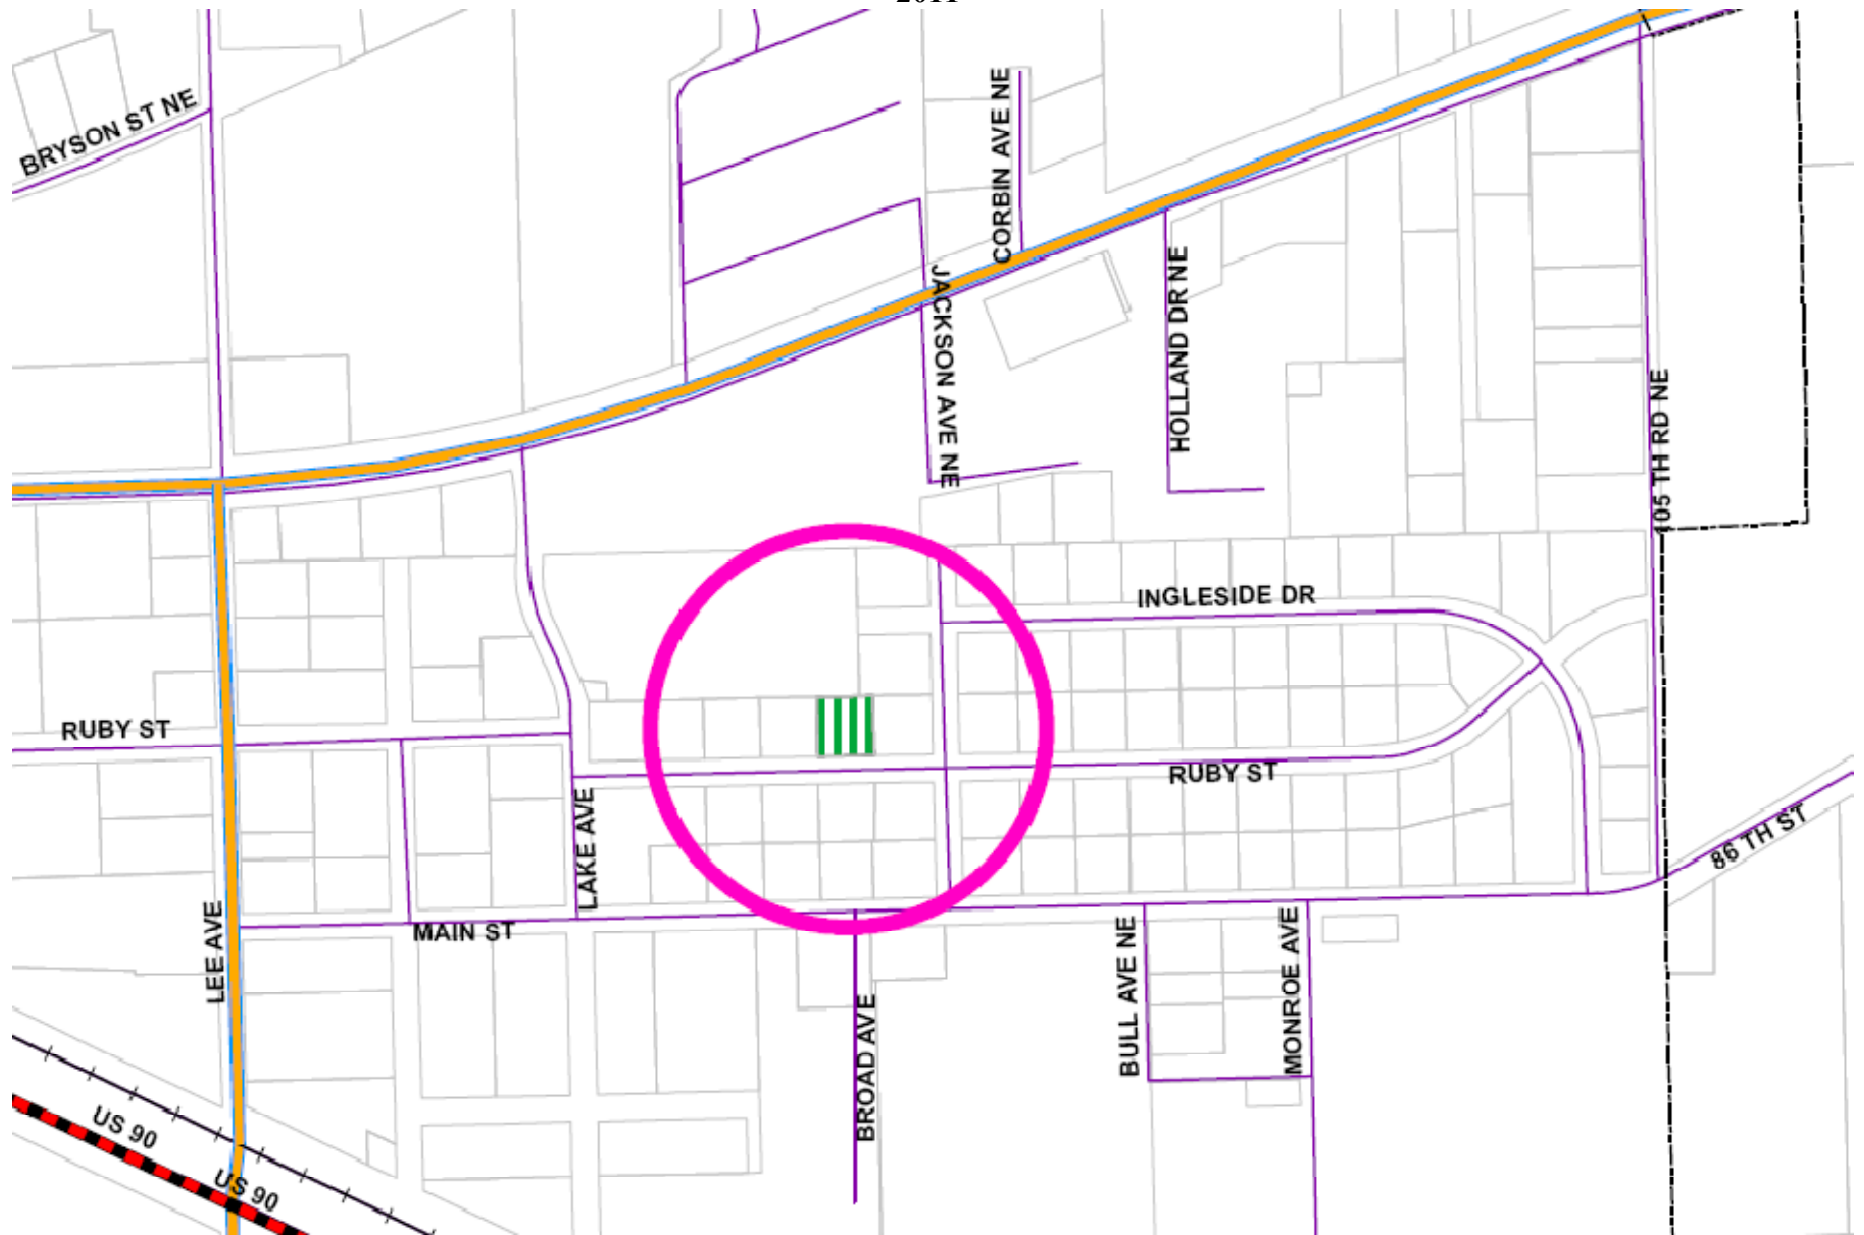 2011
BRYSON ST NE
CORBIN AVE NE
JACKSON AVE NE
HOLLAND DR NE
05 TH RD NE
INGLESIDE DR
RUBY ST
RUBY ST
LAKE AVE
86 TH ST
LEE AVE
MAIN ST
BROAD AVE
BULL AVE NE
MONROE AVE
US 90
US 90